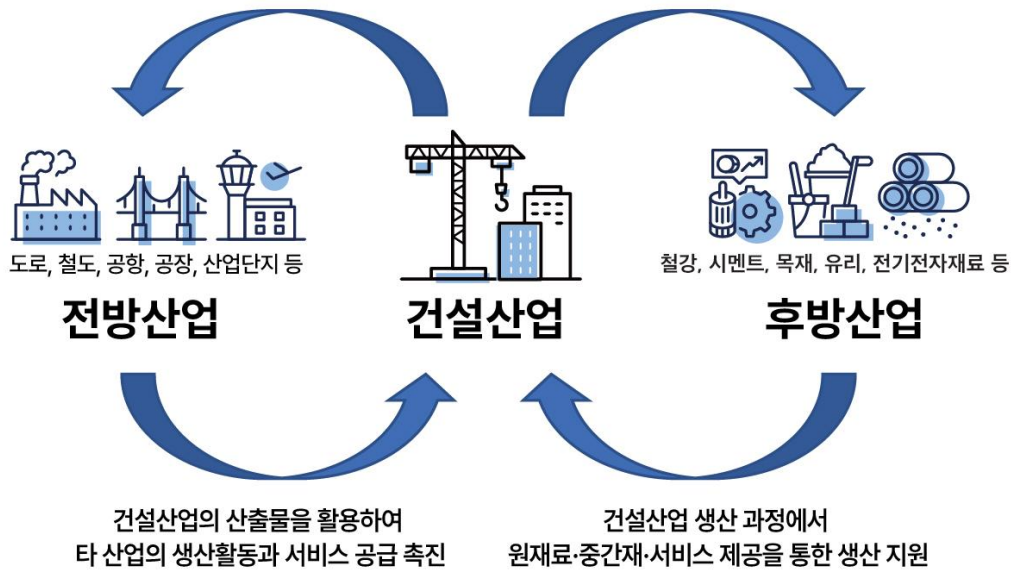 도로, 철도, 공항, 공장, 산업단지 등
전방산업
건설산업
철강, 시멘트, 목재, 유리, 전기전자재료 등
후방산업
건설산업의 산출물을 활용하여
타 산업의 생산활동과 서비스 공급 촉진
건설산업 생산 과정에서
원재료·중간재·서비스 제공을 통한 생산 지원